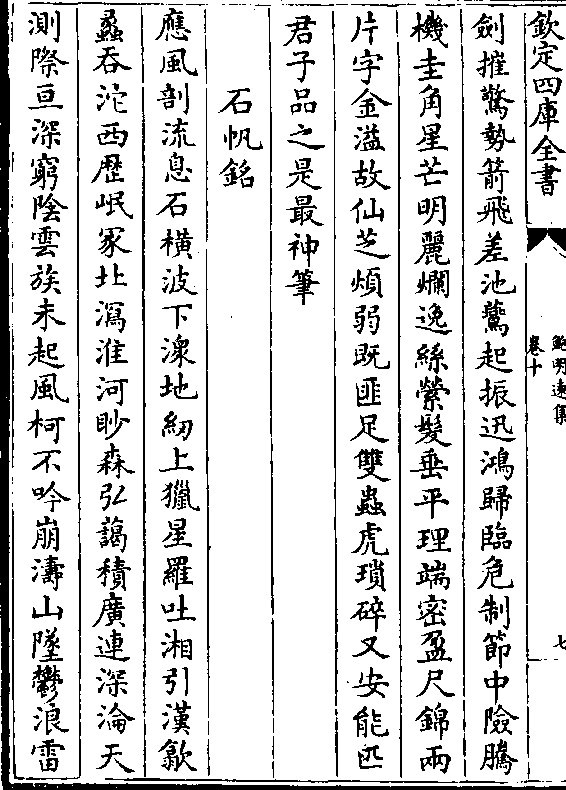 欽定四庫全書
鮑明遠集
卷十
七
劍摧驚勢箭飛差池鷰起振迅鴻歸臨危制節中險騰
機圭角星芒明麗爛逸絲縈髮垂平理端密盈尺錦兩
片字金溢故仙芝煩弱既匪足雙蟲虎瑣碎又安能匹
君子品之是最神筆
石帆銘
應風剖流息石橫波下潨地紉上獵星羅吐湘引漢歙
蠡吞沱西歷岷冢北瀉淮河眇森弘藹積廣連深淪天
測際亘深窮陰雲族未起風柯不吟崩濤山墜鬱浪雷